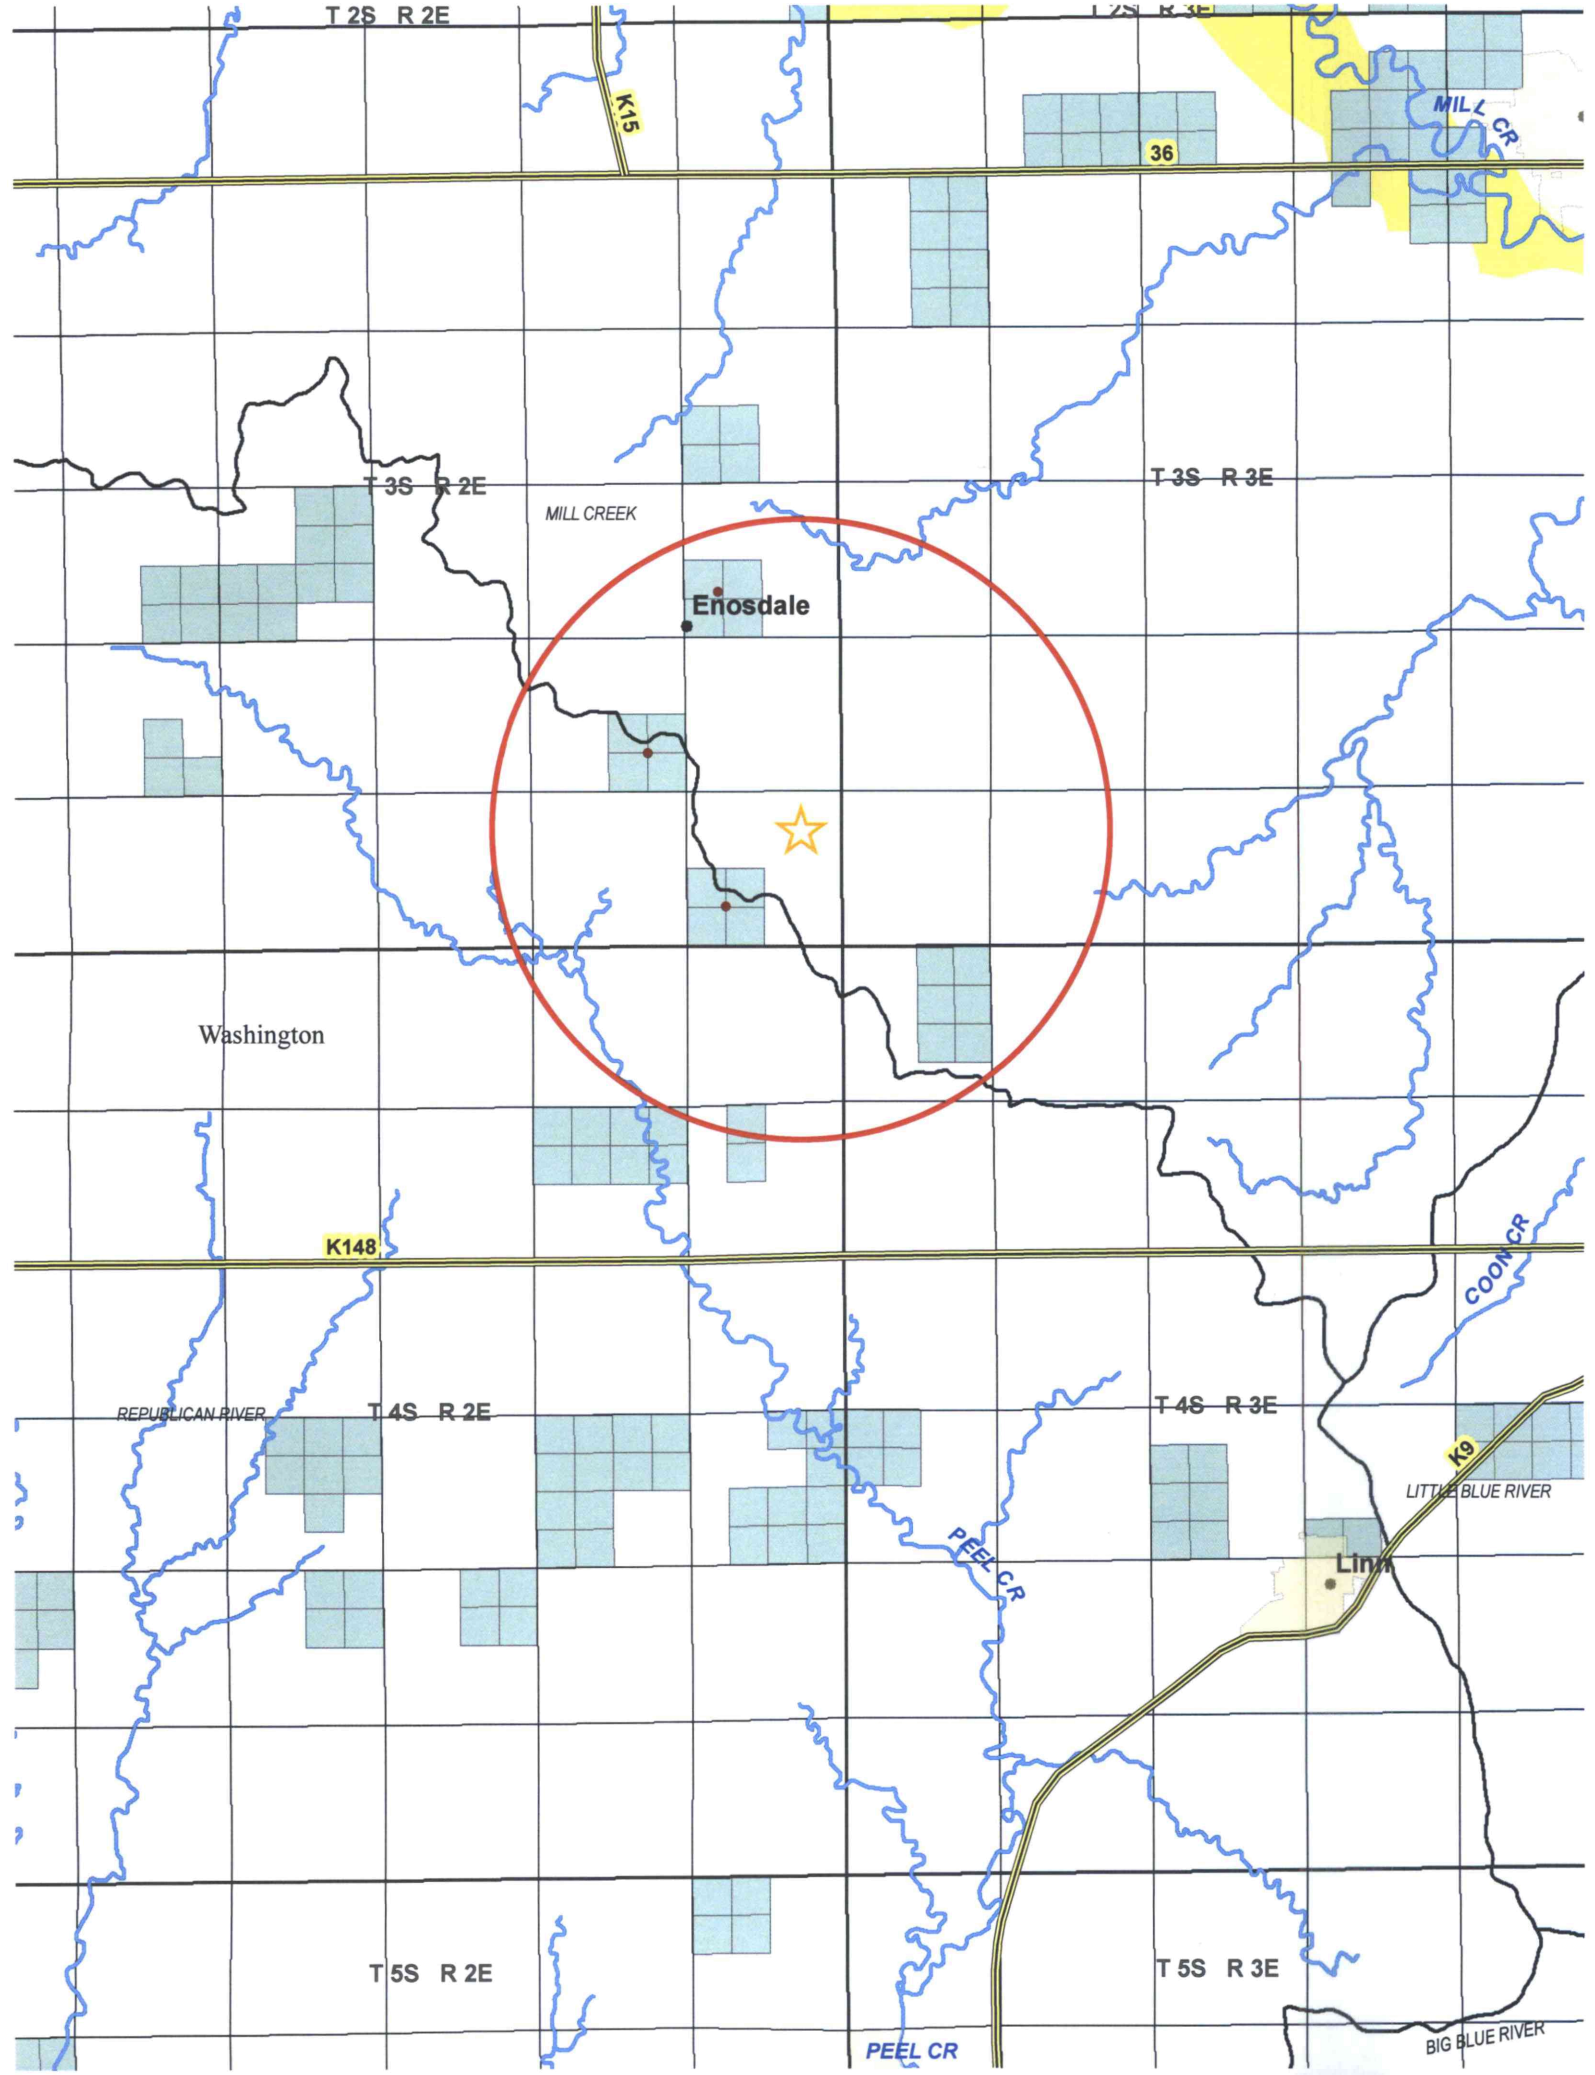 T 2S R 2E
T 2S R 3E
K15
MILL CR
36
T 3S R 2E
T 3S R 3E
MILL CREEK
Enosdale
Washington
K148
COON CR
REPUBLICAN RIVER
T 4S R 2E
T 4S R 3E
K9
LITTLE BLUE RIVER
PEEL CR
Linn
T 5S R 2E
T 5S R 3E
PEEL CR
BIG BLUE RIVER